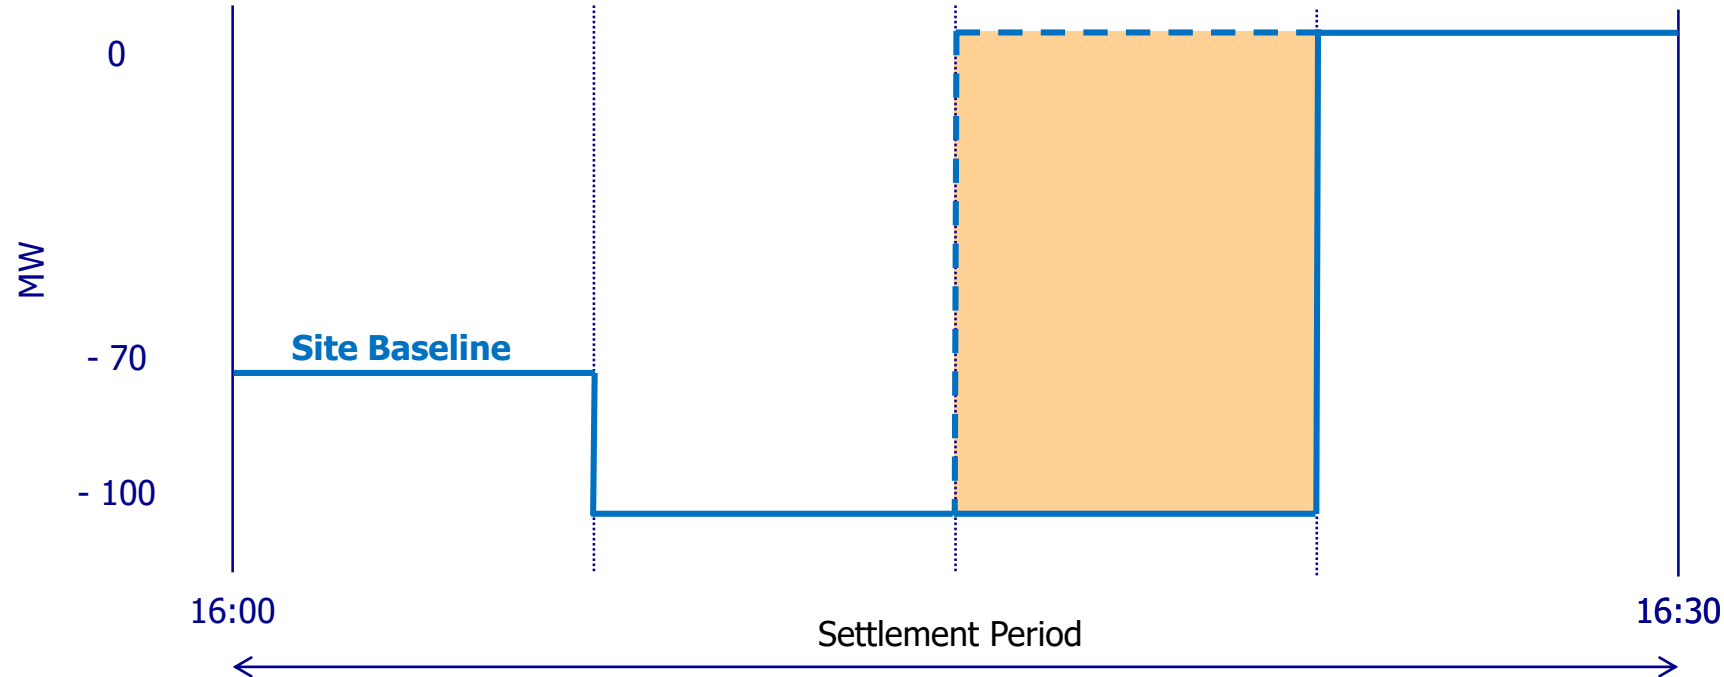 0
MW
Site Baseline
- 70
- 100
16:00
16:30
Settlement Period